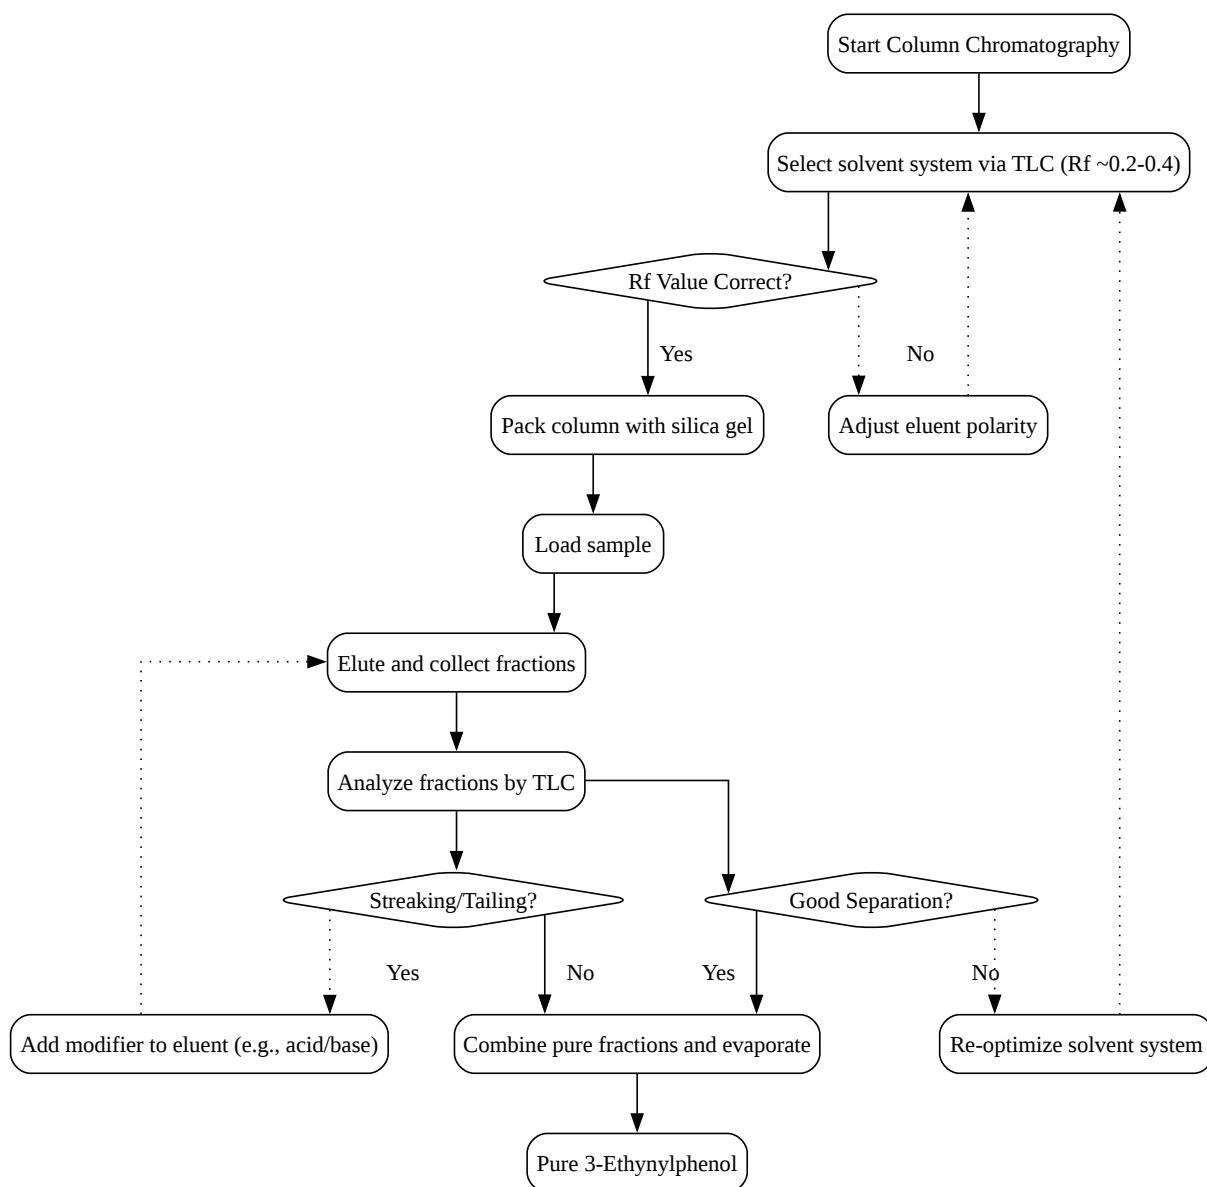 Start Column Chromatography
Select solvent system via TLC (Rf ~0.2-0.4)
Rf Value Correct?
Yes
No
Pack column with silica gel
Adjust eluent polarity
Load sample
Elute and collect fractions
Analyze fractions by TLC
Streaking/Tailing?
Good Separation?
Yes
No
Yes
No
Add modifier to eluent (e.g., acid/base)
Combine pure fractions and evaporate
Re-optimize solvent system
Pure 3-Ethynylphenol